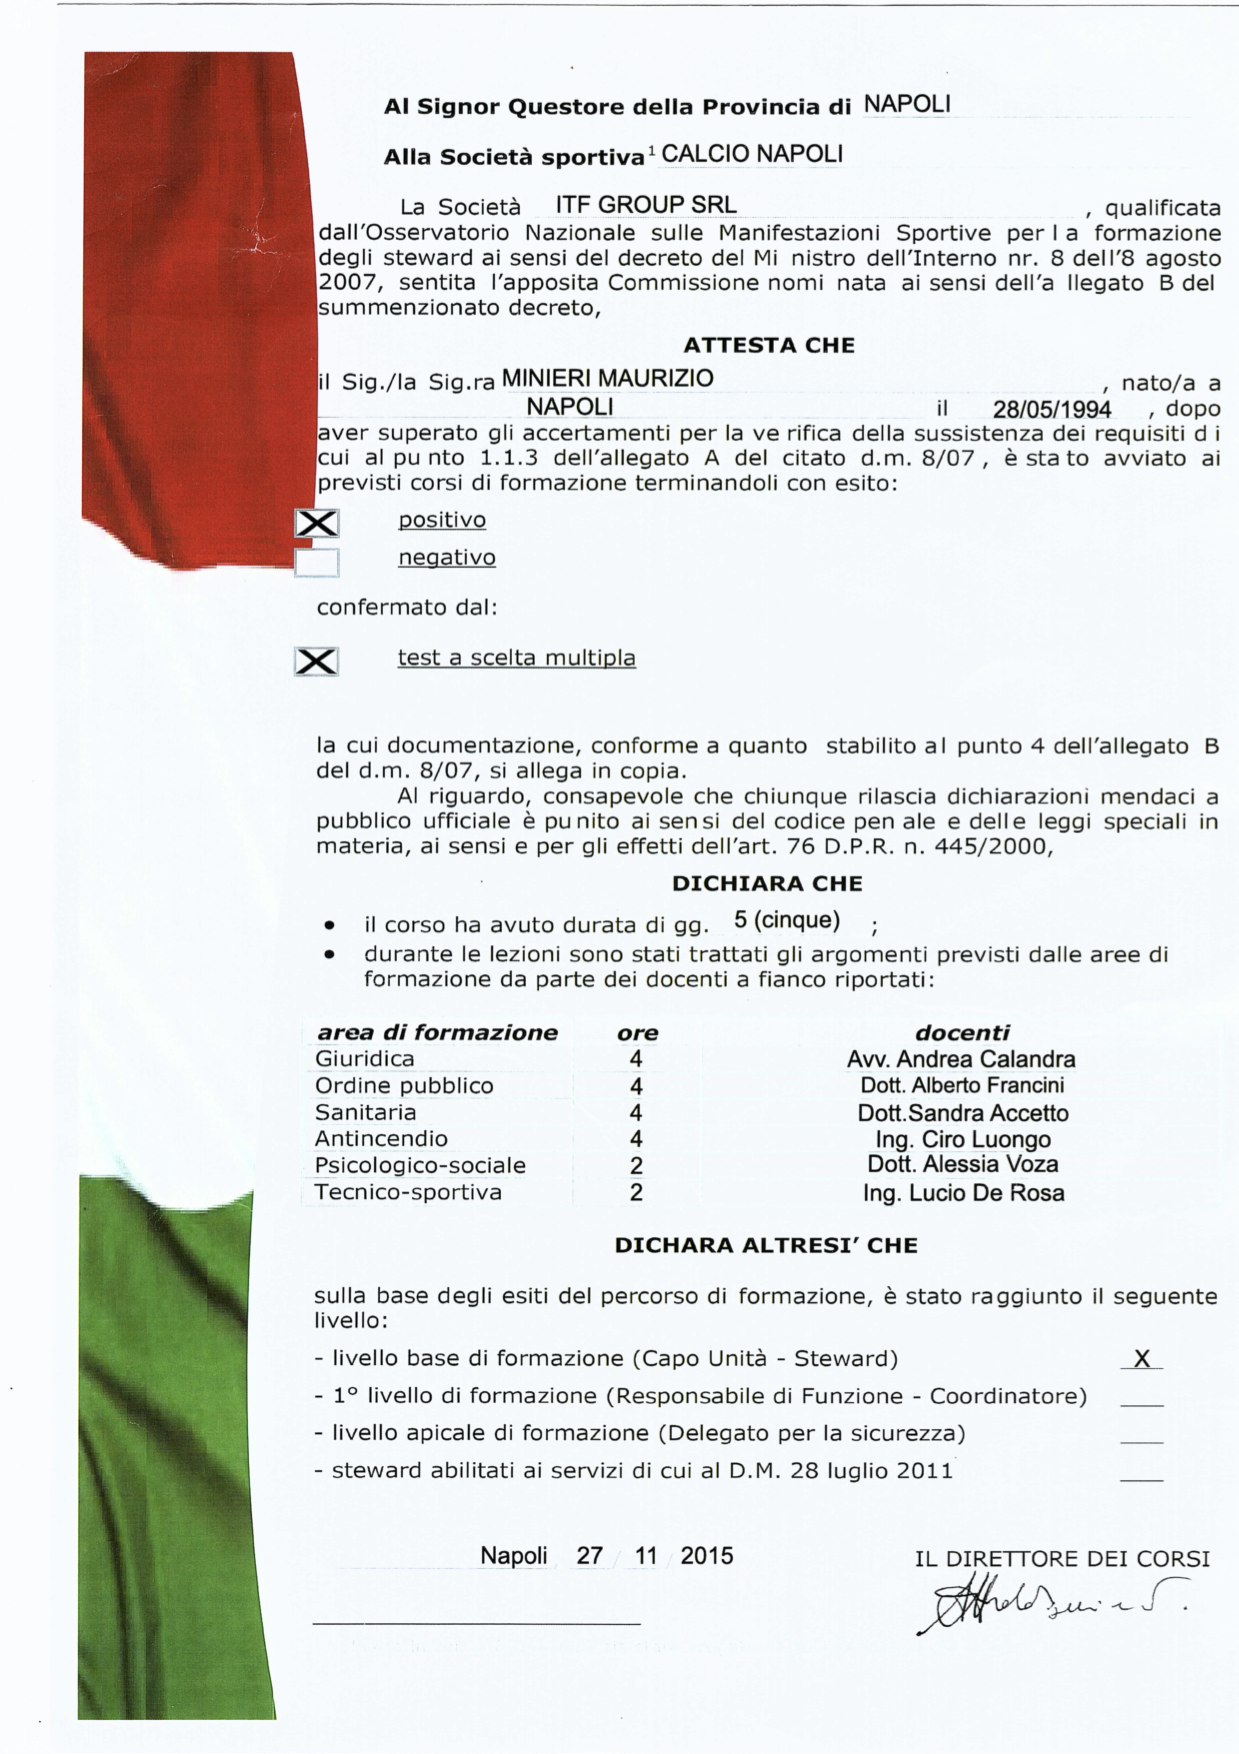 Al Signor Questore della Provincia di NAPOLI
Alla Società sportiva¹ CALCIO NAPOLI
La Società ITF GROUP SRL , qualificata
dall'Osservatorio Nazionale sulle Manifestazioni Sportive per la formazione
degli steward ai sensi del decreto del Ministro dell'Interno nr. 8 dell'8 agosto
2007, sentita l'apposita Commissione nominata ai sensi dell'allegato B del
summenzionato decreto,
ATTESTA CHE
il Sig./la Sig.ra MINIERI MAURIZIO , nato/a a
NAPOLI il 28/05/1994 , dopo
aver superato gli accertamenti per la verifica della sussistenza dei requisiti di
cui al punto 1.1.3 dell'allegato A del citato d.m. 8/07, è stato avviato ai
previsti corsi di formazione terminandoli con esito:
X positivo
negativo
confermato dal:
X test a scelta multipla
la cui documentazione, conforme a quanto stabilito al punto 4 dell'allegato B
del d.m. 8/07, si allega in copia.
Al riguardo, consapevole che chiunque rilascia dichiarazioni mendaci a
pubblico ufficiale è punito ai sensi del codice penale e delle leggi speciali in
materia, ai sensi e per gli effetti dell'art. 76 D.P.R. n. 445/2000,
DICHIARA CHE
• il corso ha avuto durata di gg. 5 (cinque) ;
• durante le lezioni sono stati trattati gli argomenti previsti dalle aree di
formazione da parte dei docenti a fianco riportati:
area di formazione ore docenti
Giuridica 4 Avv. Andrea Calandra
Ordine pubblico 4 Dott. Alberto Francini
Sanitaria 4 Dott.Sandra Accetto
Antincendio 4 Ing. Ciro Luongo
Psicologico-sociale 2 Dott. Alessia Voza
Tecnico-sportiva 2 Ing. Lucio De Rosa
DICHARA ALTRESI' CHE
sulla base degli esiti del percorso di formazione, è stato raggiunto il seguente
livello:
- livello base di formazione (Capo Unità - Steward) X
- 1° livello di formazione (Responsabile di Funzione - Coordinatore)
- livello apicale di formazione (Delegato per la sicurezza)
- steward abilitati ai servizi di cui al D.M. 28 luglio 2011
Napoli, 27 / 11 / 2015
IL DIRETTORE DEI CORSI